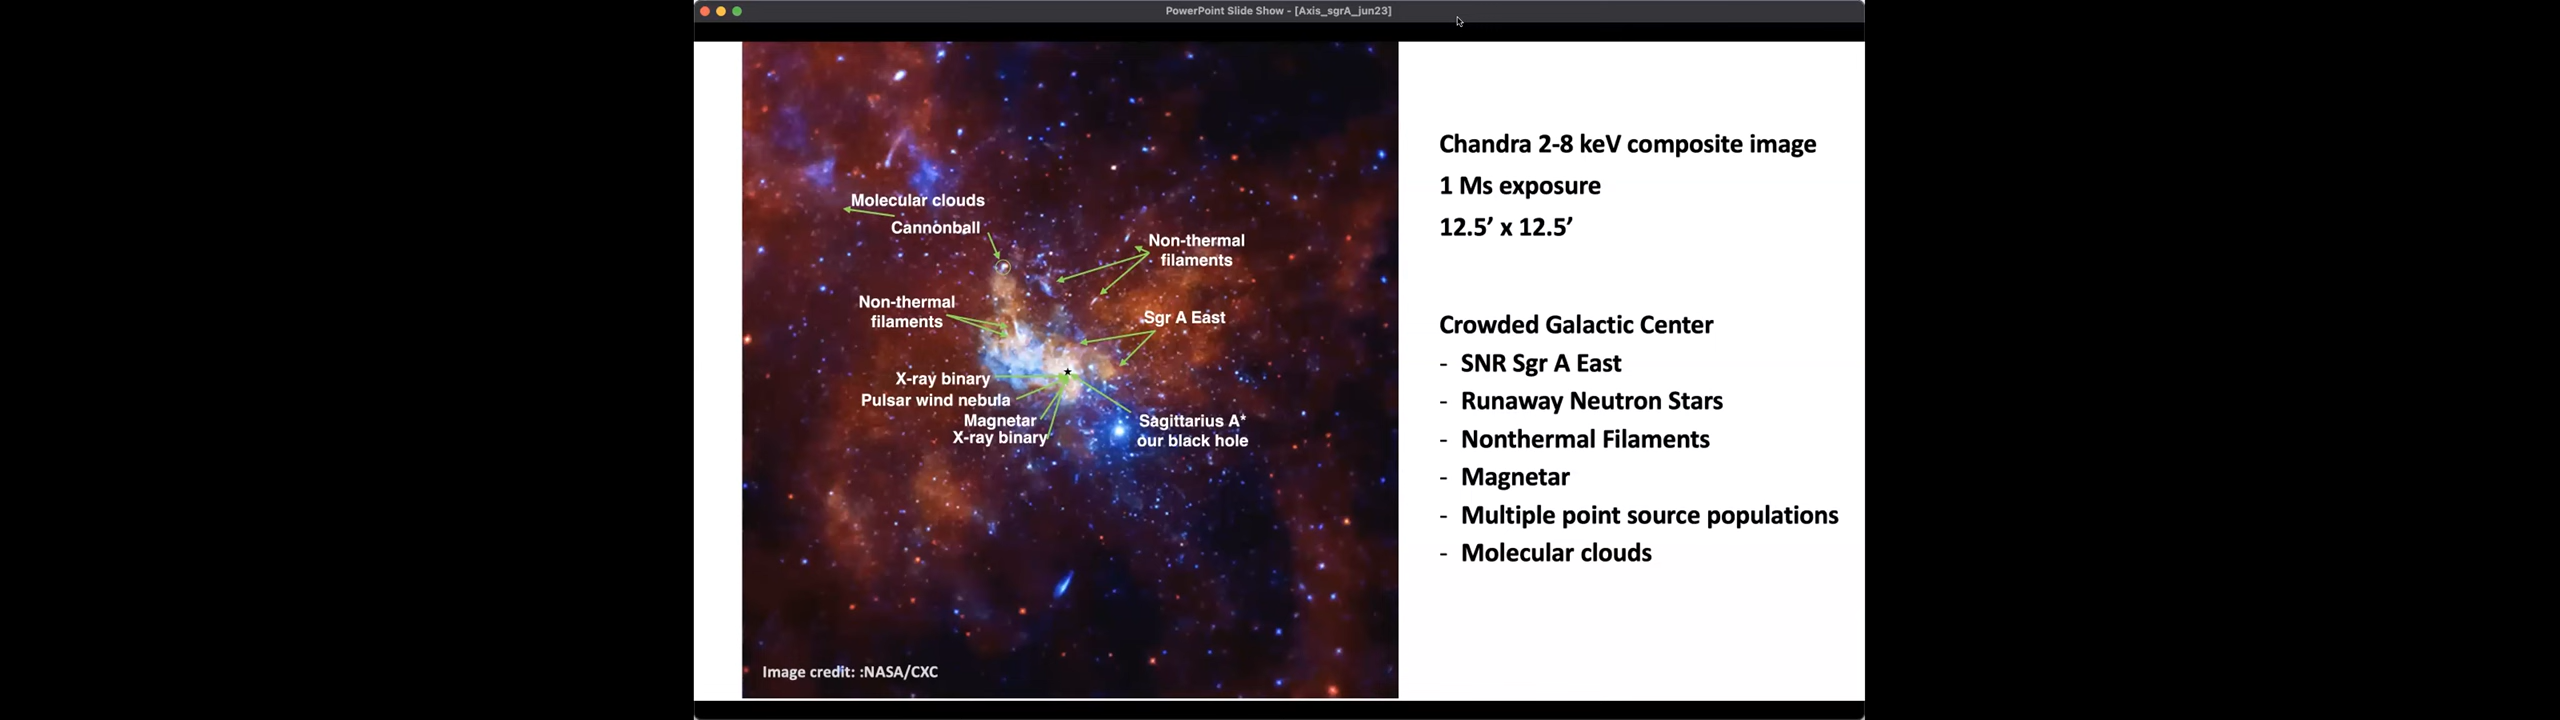 PowerPoint Slide Show - [Axis_sgrA_jun23]
Molecular clouds
Cannonball
Non-thermal
filaments
Non-thermal
filaments
Sgr A East
X-ray binary
Pulsar wind nebula
Magnetar
X-ray binary
Sagittarius A*
our black hole
Image credit: :NASA/CXC
Chandra 2-8 keV composite image
1 Ms exposure
12.5’ x 12.5’
Crowded Galactic Center
- SNR Sgr A East
- Runaway Neutron Stars
- Nonthermal Filaments
- Magnetar
- Multiple point source populations
- Molecular clouds